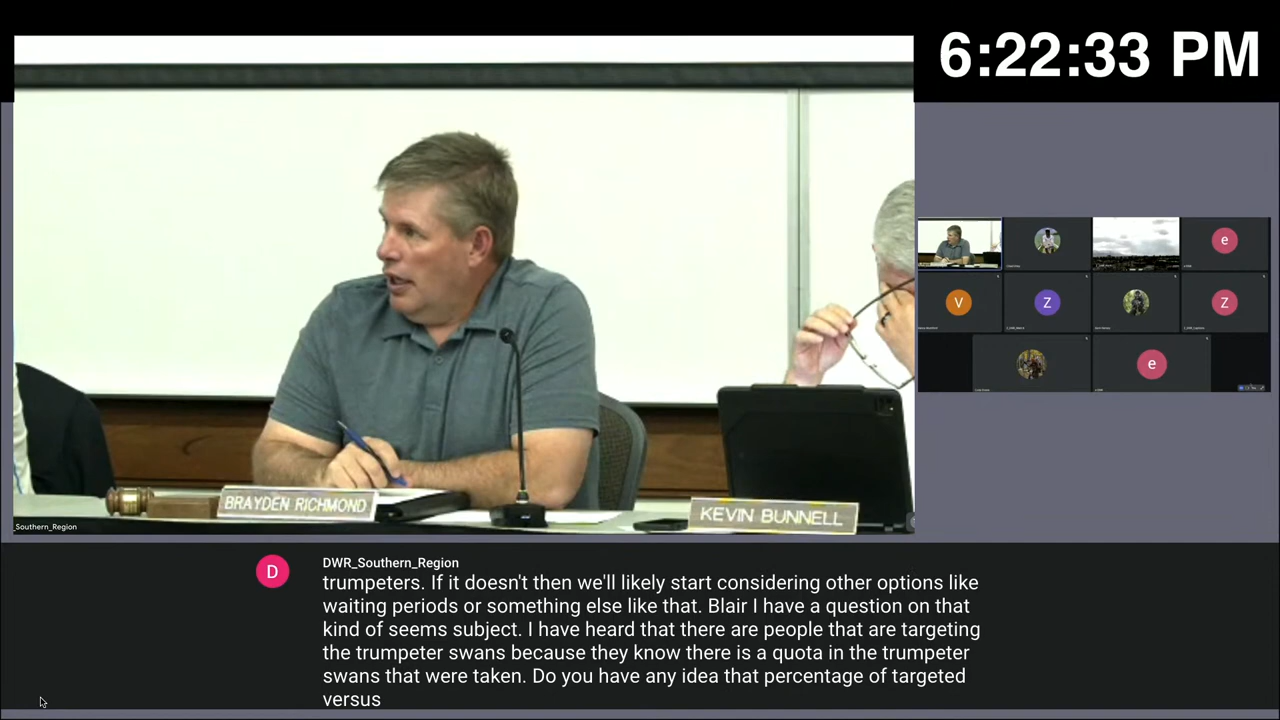 6:22:33 PM
BRAYDEN RICHMOND
KEVIN BUNNELL
_Southern_Region
e
V
Z
Z
e
D
DWR_Southern_Region
trumpeters. If it doesn't then we'll likely start considering other options like
waiting periods or something else like that. Blair I have a question on that
kind of seems subject. I have heard that there are people that are targeting
the trumpeter swans because they know there is a quota in the trumpeter
swans that were taken. Do you have any idea that percentage of targeted
versus